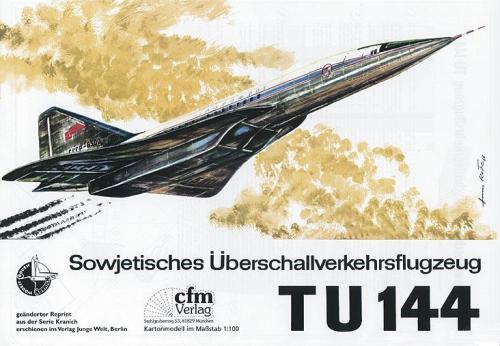 Sowjetisches Überschallverkehrsflugzeug
TU 144
geänderter Reprint
aus der Serie Kranich
erschienen im Verlag Junge Welt, Berlin
cfm
Verlag
Kartonmodell im Maßstab 1:100